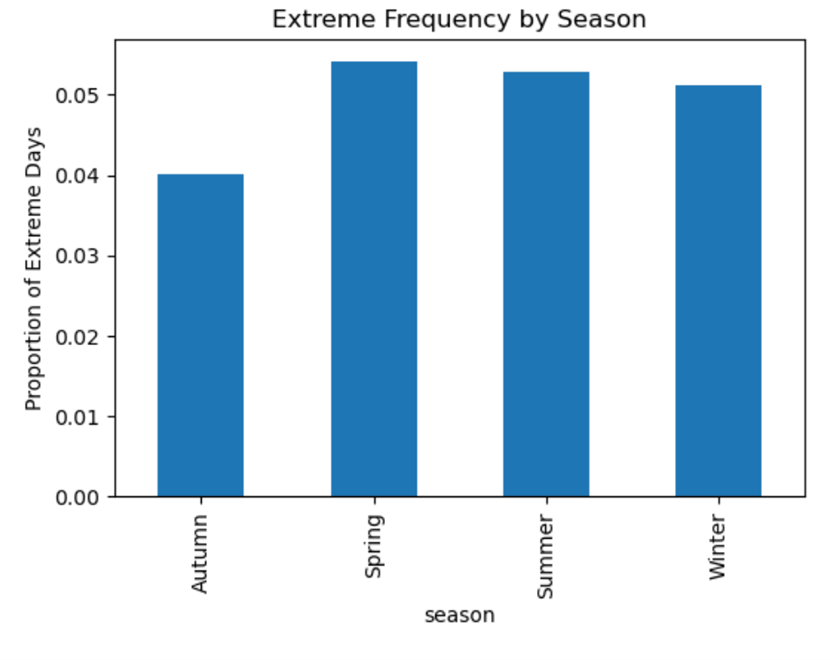 Extreme Frequency by Season
Proportion of Extreme Days
0.05
0.04
0.03
0.02
0.01
0.00
Autumn
Spring
Summer
Winter
season